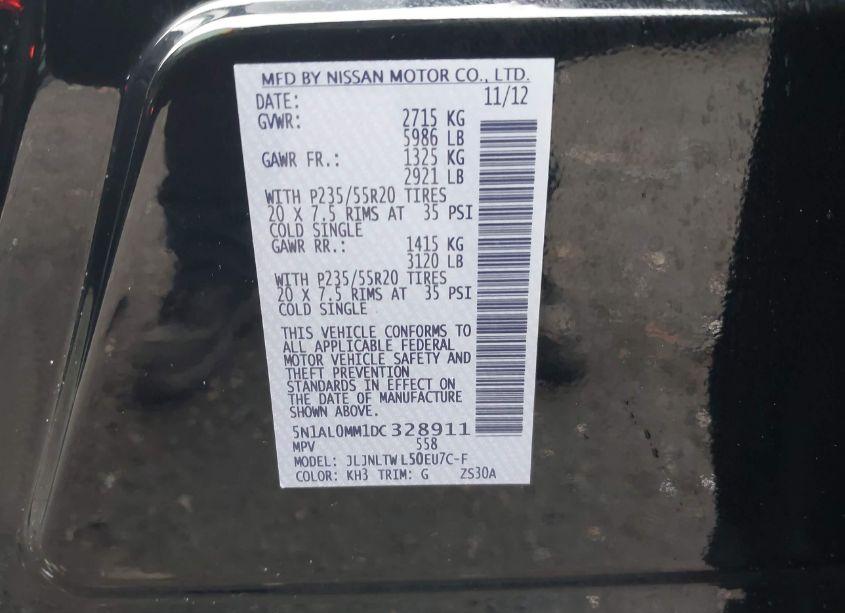 MFD BY NISSAN MOTOR CO., LTD.
DATE: 11/12
GVWR: 2715 KG
5986 LB
GAWR FR.: 1325 KG
2921 LB
WITH P235/55R20 TIRES
20 X 7.5 RIMS AT 35 PSI
COLD SINGLE
GAWR RR.: 1415 KG
3120 LB
WITH P235/55R20 TIRES
20 X 7.5 RIMS AT 35 PSI
COLD SINGLE
THIS VEHICLE CONFORMS TO
ALL APPLICABLE FEDERAL
MOTOR VEHICLE SAFETY AND
THEFT PREVENTION
STANDARDS IN EFFECT ON
THE DATE OF MANUFACTURE
SHOWN ABOVE.
5N1AL0MM1DC328911
MPV 558
MODEL: JLJNLTW L50EU7C-F
COLOR: KH3 TRIM: G ZS30A